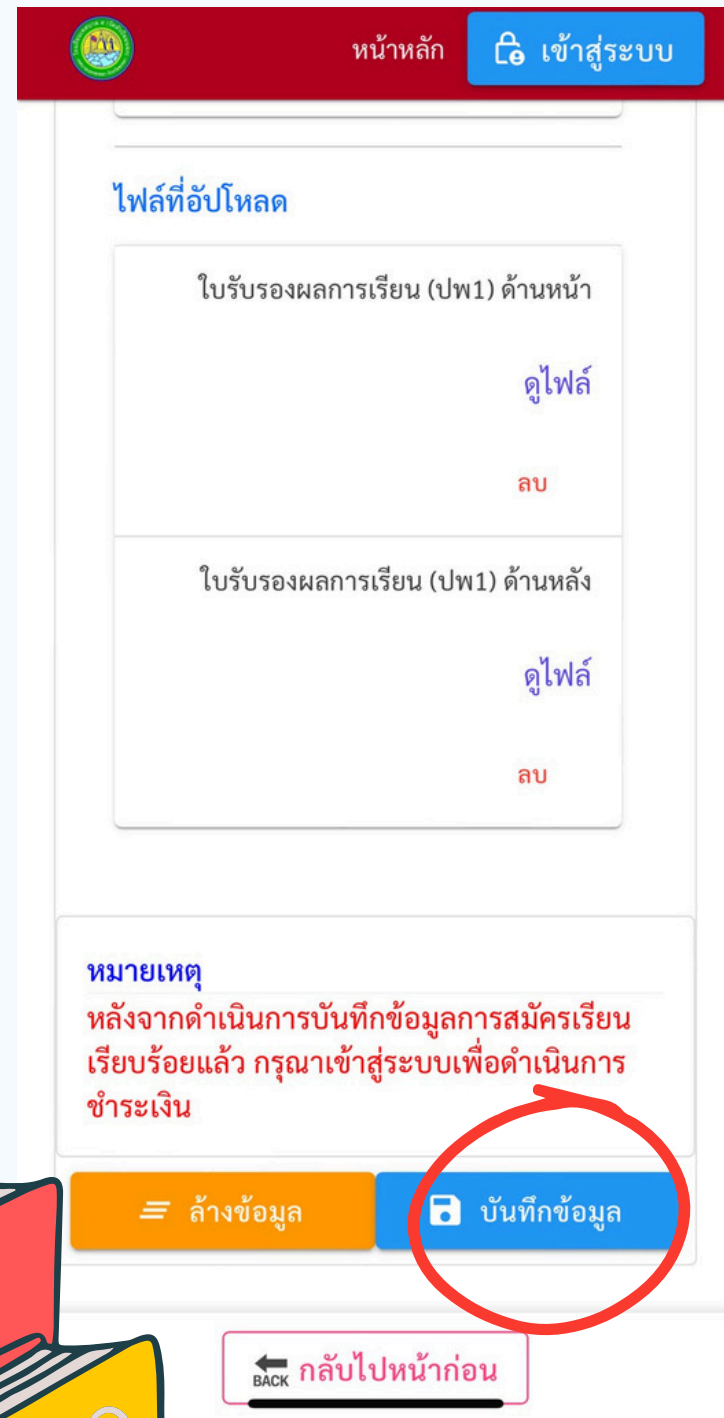 หน้าหลัก
เข้าสู่ระบบ
ไฟล์ที่อัปโหลด
ใบรับรองผลการเรียน (ปพ1) ด้านหน้า
ดูไฟล์
ลบ
ใบรับรองผลการเรียน (ปพ1) ด้านหลัง
ดูไฟล์
ลบ
หมายเหตุ
หลังจากดำเนินการบันทึกข้อมูลการสมัครเรียน
เรียบร้อยแล้ว กรุณาเข้าสู่ระบบเพื่อดำเนินการ
ชำระเงิน
ล้างข้อมูล
บันทึกข้อมูล
BACK กลับไปหน้าก่อน